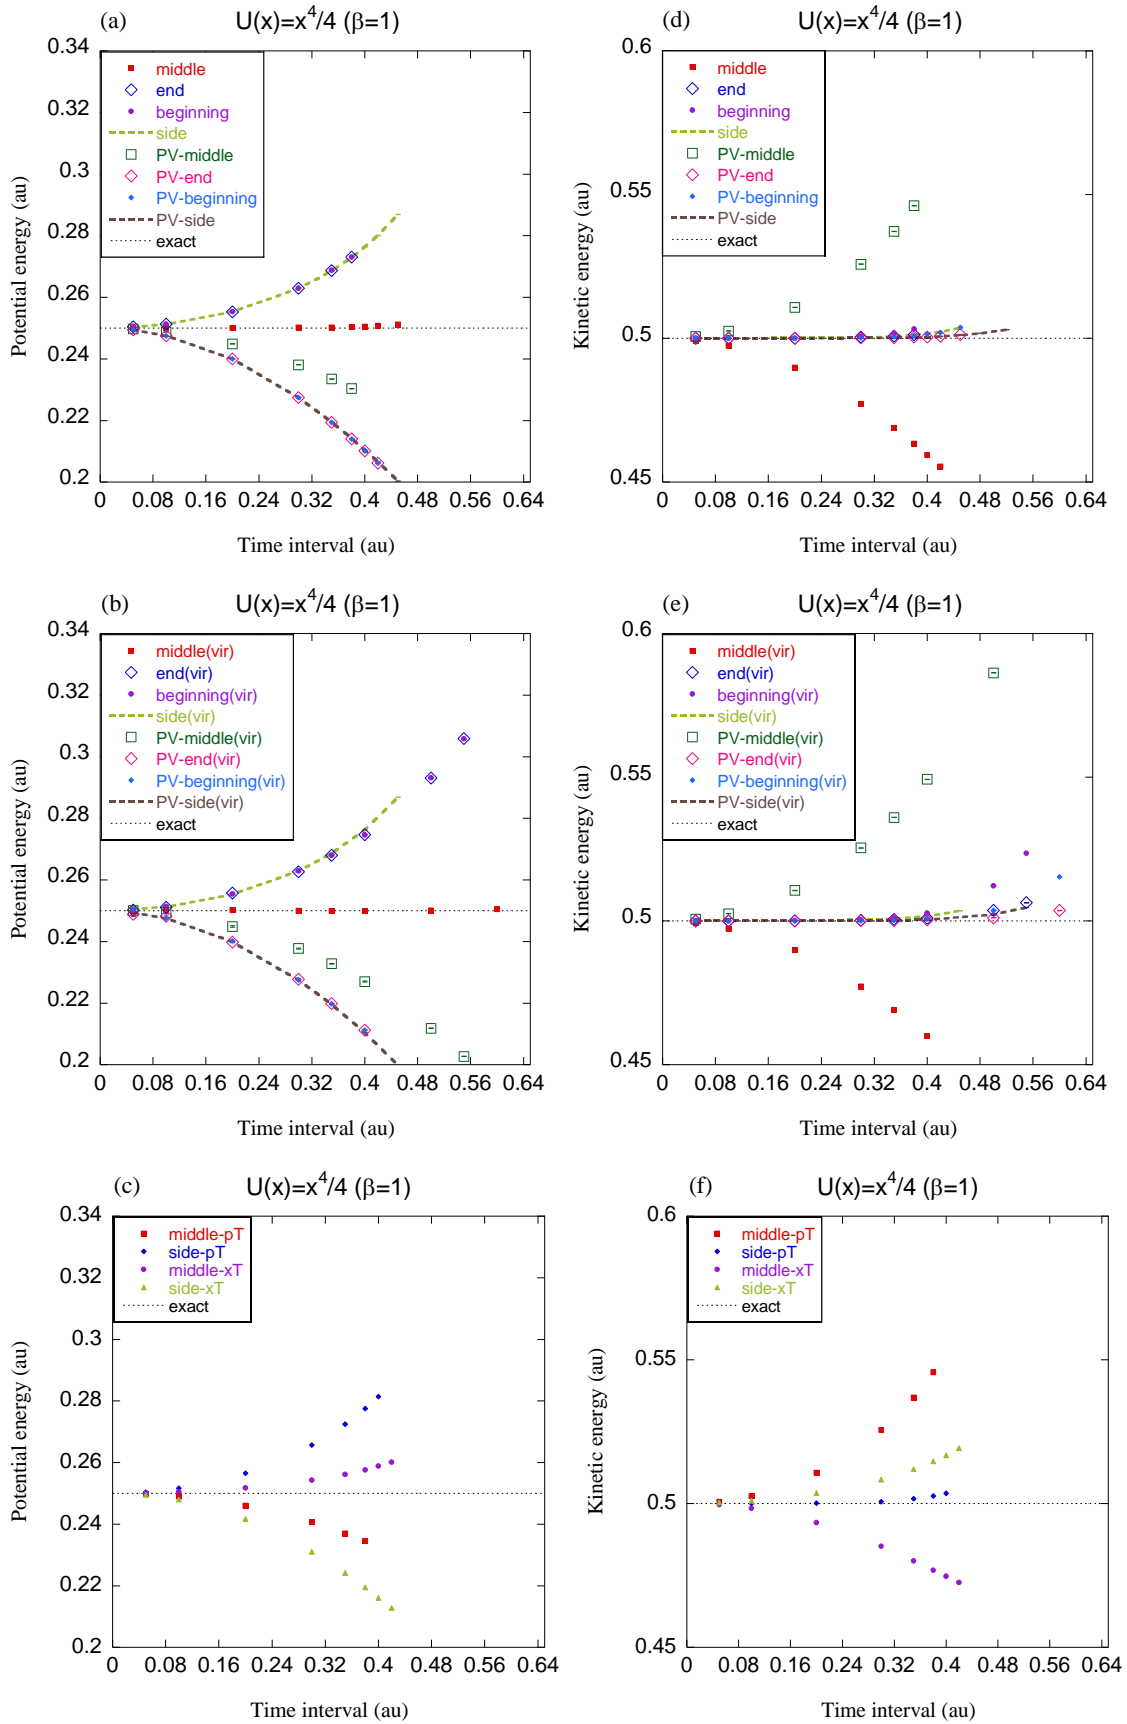 (a)
U(x)=x⁴/4 (β=1)
0.34
0.32
0.3
0.28
0.26
0.24
0.22
0.2
Potential energy (au)
middle
end
beginning
side
PV-middle
PV-end
PV-beginning
PV-side
exact
0 0.08 0.16 0.24 0.32 0.4 0.48 0.56 0.64
Time interval (au)
(d)
U(x)=x⁴/4 (β=1)
0.6
0.55
0.5
0.45
Kinetic energy (au)
middle
end
beginning
side
PV-middle
PV-end
PV-beginning
PV-side
exact
0 0.08 0.16 0.24 0.32 0.4 0.48 0.56 0.64
Time interval (au)
(b)
U(x)=x⁴/4 (β=1)
0.34
0.32
0.3
0.28
0.26
0.24
0.22
0.2
Potential energy (au)
middle(vir)
end(vir)
beginning(vir)
side(vir)
PV-middle(vir)
PV-end(vir)
PV-beginning(vir)
PV-side(vir)
exact
0 0.08 0.16 0.24 0.32 0.4 0.48 0.56 0.64
Time interval (au)
(e)
U(x)=x⁴/4 (β=1)
0.6
0.55
0.5
0.45
Kinetic energy (au)
middle(vir)
end(vir)
beginning(vir)
side(vir)
PV-middle(vir)
PV-end(vir)
PV-beginning(vir)
PV-side(vir)
exact
0 0.08 0.16 0.24 0.32 0.4 0.48 0.56 0.64
Time interval (au)
(c)
U(x)=x⁴/4 (β=1)
0.34
0.32
0.3
0.28
0.26
0.24
0.22
0.2
Potential energy (au)
middle-pT
side-pT
middle-xT
side-xT
exact
0 0.08 0.16 0.24 0.32 0.4 0.48 0.56 0.64
Time interval (au)
(f)
U(x)=x⁴/4 (β=1)
0.6
0.55
0.5
0.45
Kinetic energy (au)
middle-pT
side-pT
middle-xT
side-xT
exact
0 0.08 0.16 0.24 0.32 0.4 0.48 0.56 0.64
Time interval (au)